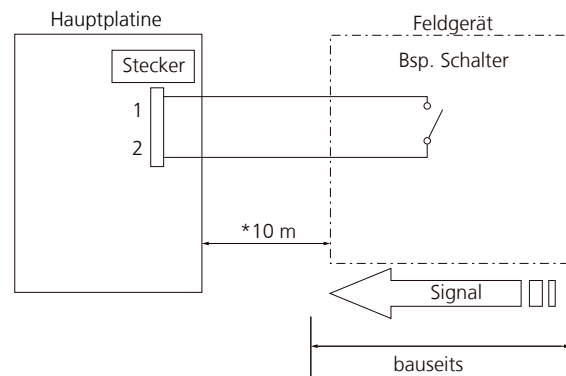 Hauptplatine
Feldgerät
Stecker
Bsp. Schalter
1
2
*10 m
Signal
bauseits